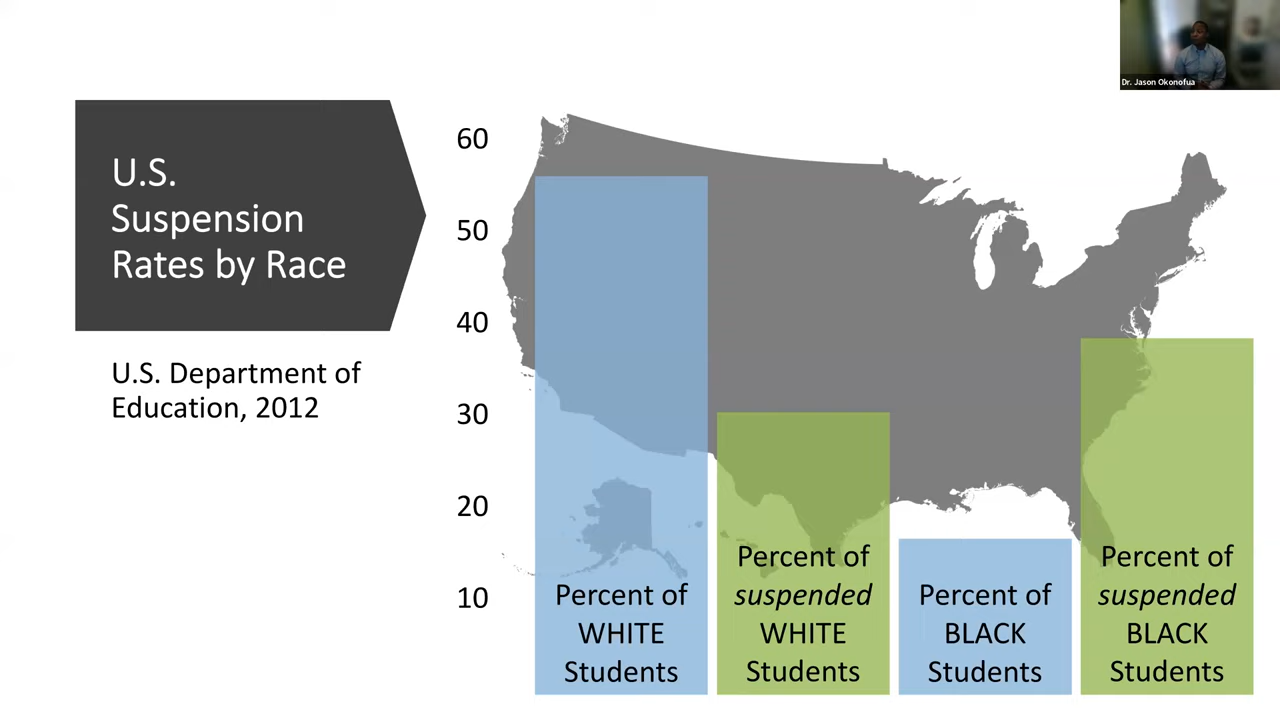 Dr. Jason Okonofua
U.S.
Suspension
Rates by Race
U.S. Department of
Education, 2012
60
50
40
30
20
10
Percent of
WHITE
Students
Percent of
suspended
WHITE
Students
Percent of
BLACK
Students
Percent of
suspended
BLACK
Students